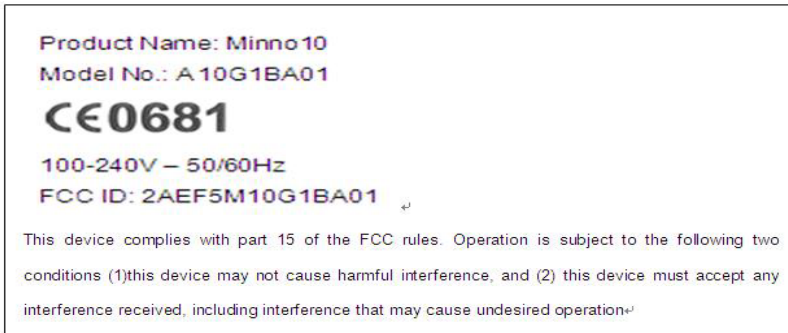 Product Name: Minno10
Model No.: A10G1BA01
CE0681
100-240V – 50/60Hz
FCC ID: 2AEF5M10G1BA01
This device complies with part 15 of the FCC rules. Operation is subject to the following two
conditions (1)this device may not cause harmful interference, and (2) this device must accept any
interference received, including interference that may cause undesired operation